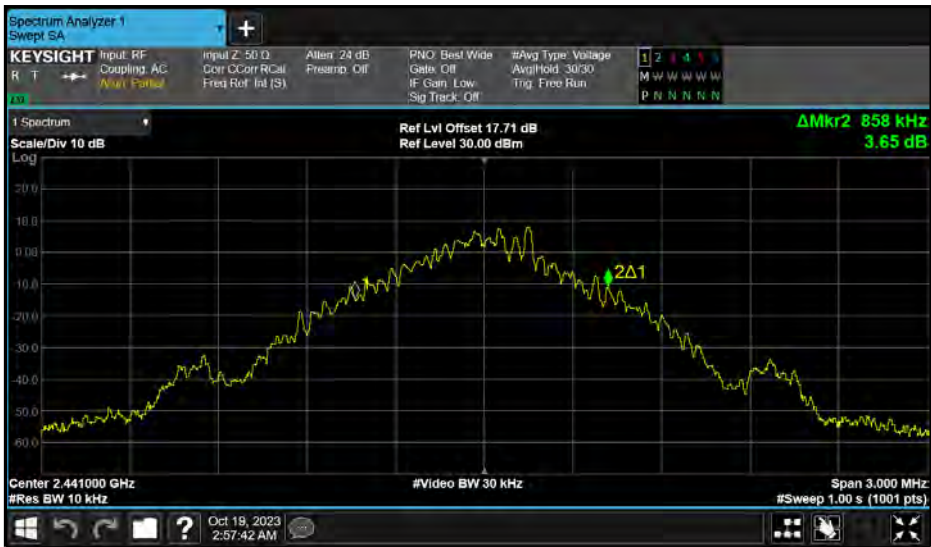 Spectrum Analyzer 1
Swept SA
+
KEYSIGHT Input: RF
R T Coupling: AC
Align: Partial
Input Z: 50 Ω
Corr CCorr RCal
Freq Ref: Int (S)
Atten: 24 dB
Preamp: Off
PNO: Best Wide
Gate: Off
IF Gain: Low
Sig Track: Off
#Avg Type: Voltage
Avg|Hold: 30/30
Trig: Free Run
1 2 3 4 5 6
M W W W W W
P N N N N N
1 Spectrum
Scale/Div 10 dB
Log
Ref Lvl Offset 17.71 dB
Ref Level 30.00 dBm
ΔMkr2 858 kHz
3.65 dB
20.0
10.0
0.00
-10.0
-20.0
-30.0
-40.0
-50.0
-60.0
2Δ1
Center 2.441000 GHz
#Res BW 10 kHz
#Video BW 30 kHz
Span 3.000 MHz
#Sweep 1.00 s (1001 pts)
?
Oct 19, 2023
2:57:42 AM